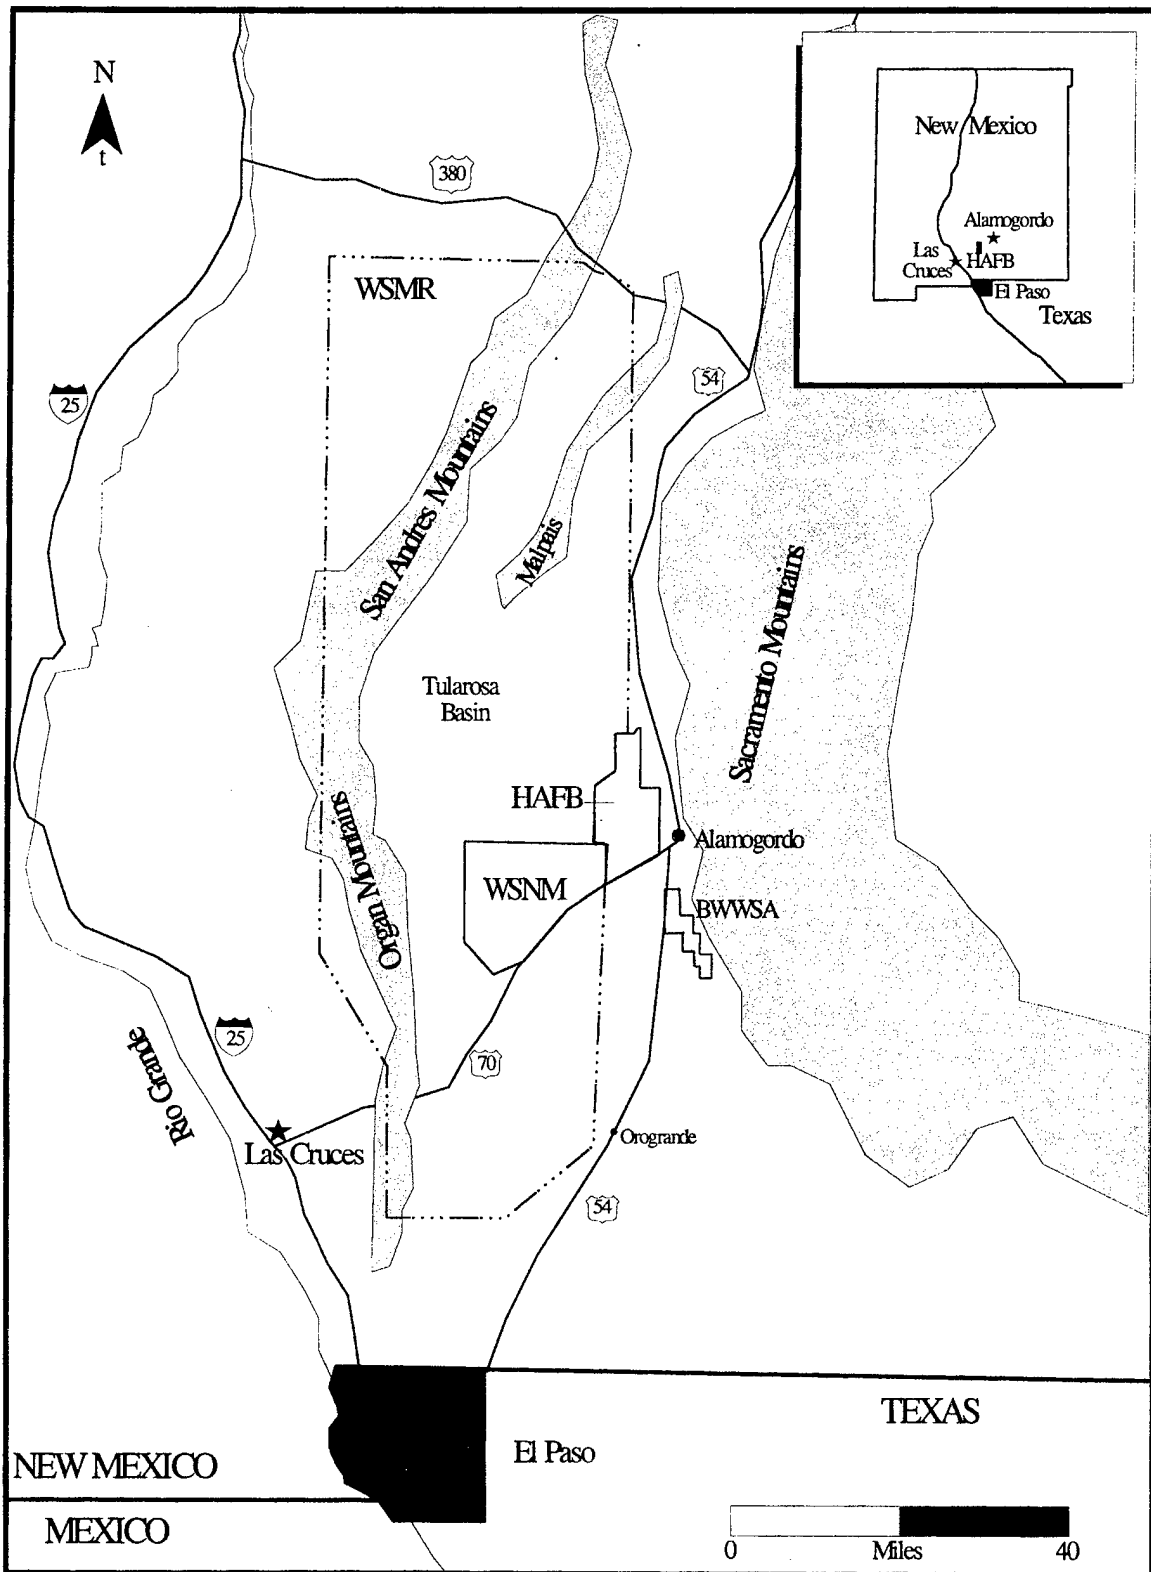 N
t
380
New Mexico
Alamogordo
Las
Cruces
HAFB
El Paso
Texas
WSMR
54
25
San Andres Mountains
Malpais
Sacramento Mountains
Tularosa
Basin
HAFB
Organ Mountains
Alamogordo
WSNM
BWWSA
25
Rio Grande
70
Las Cruces
Orogrande
54
TEXAS
El Paso
NEW MEXICO
MEXICO
0 Miles 40